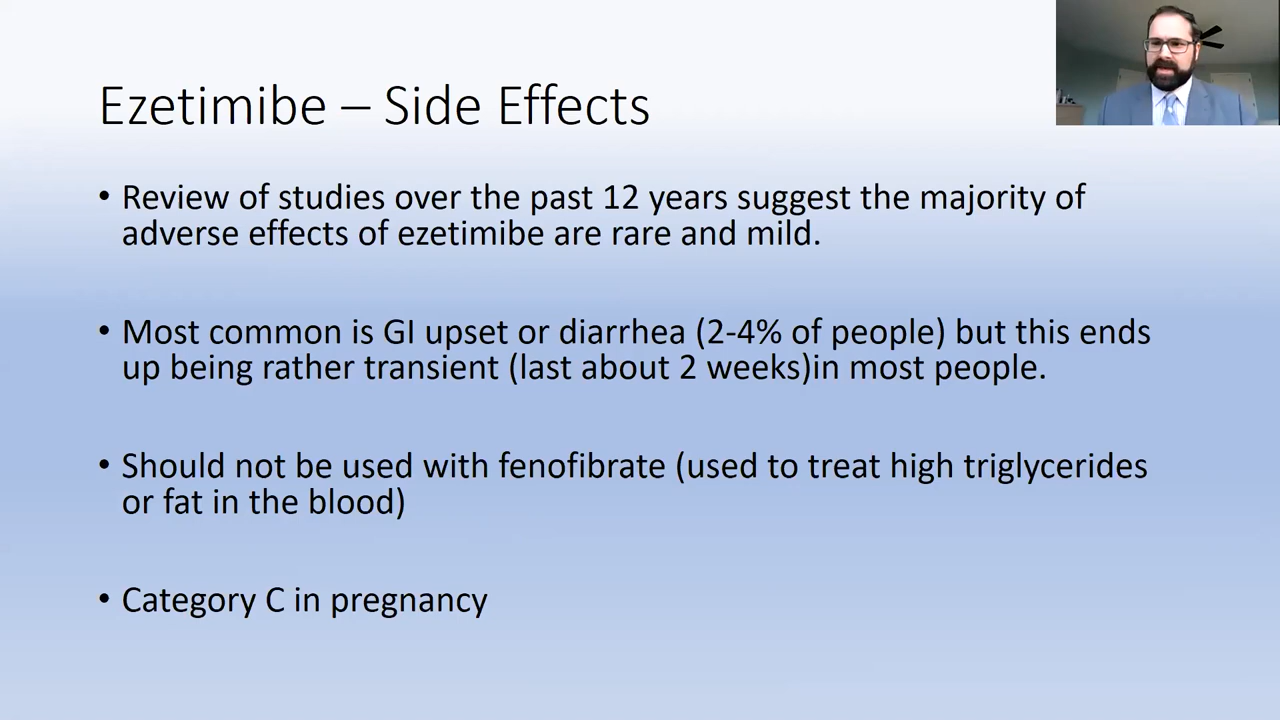 Ezetimibe – Side Effects
• Review of studies over the past 12 years suggest the majority of
adverse effects of ezetimibe are rare and mild.
• Most common is GI upset or diarrhea (2-4% of people) but this ends
up being rather transient (last about 2 weeks)in most people.
• Should not be used with fenofibrate (used to treat high triglycerides
or fat in the blood)
• Category C in pregnancy